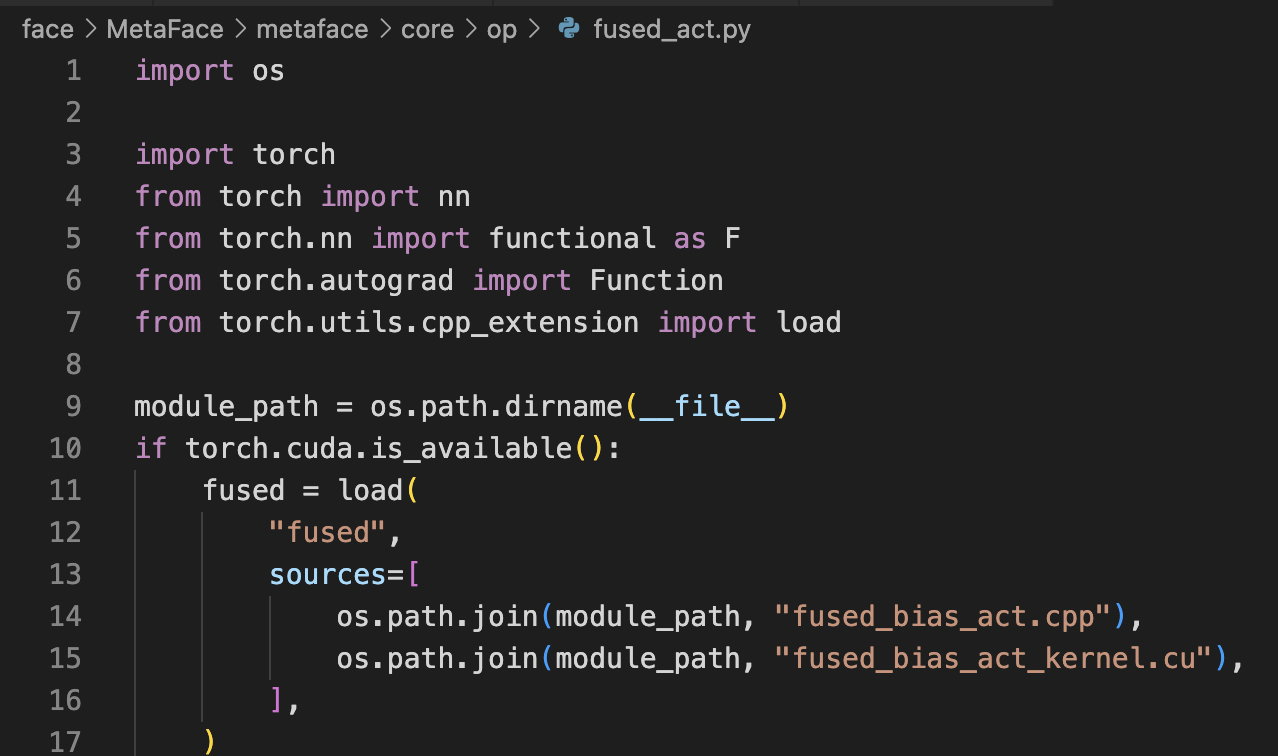 face > MetaFace > metaface > core > op > fused_act.py
1 import os
2
3 import torch
4 from torch import nn
5 from torch.nn import functional as F
6 from torch.autograd import Function
7 from torch.utils.cpp_extension import load
8
9 module_path = os.path.dirname(__file__)
10 if torch.cuda.is_available():
11     fused = load(
12         "fused",
13         sources=[
14             os.path.join(module_path, "fused_bias_act.cpp"),
15             os.path.join(module_path, "fused_bias_act_kernel.cu"),
16         ],
17     )